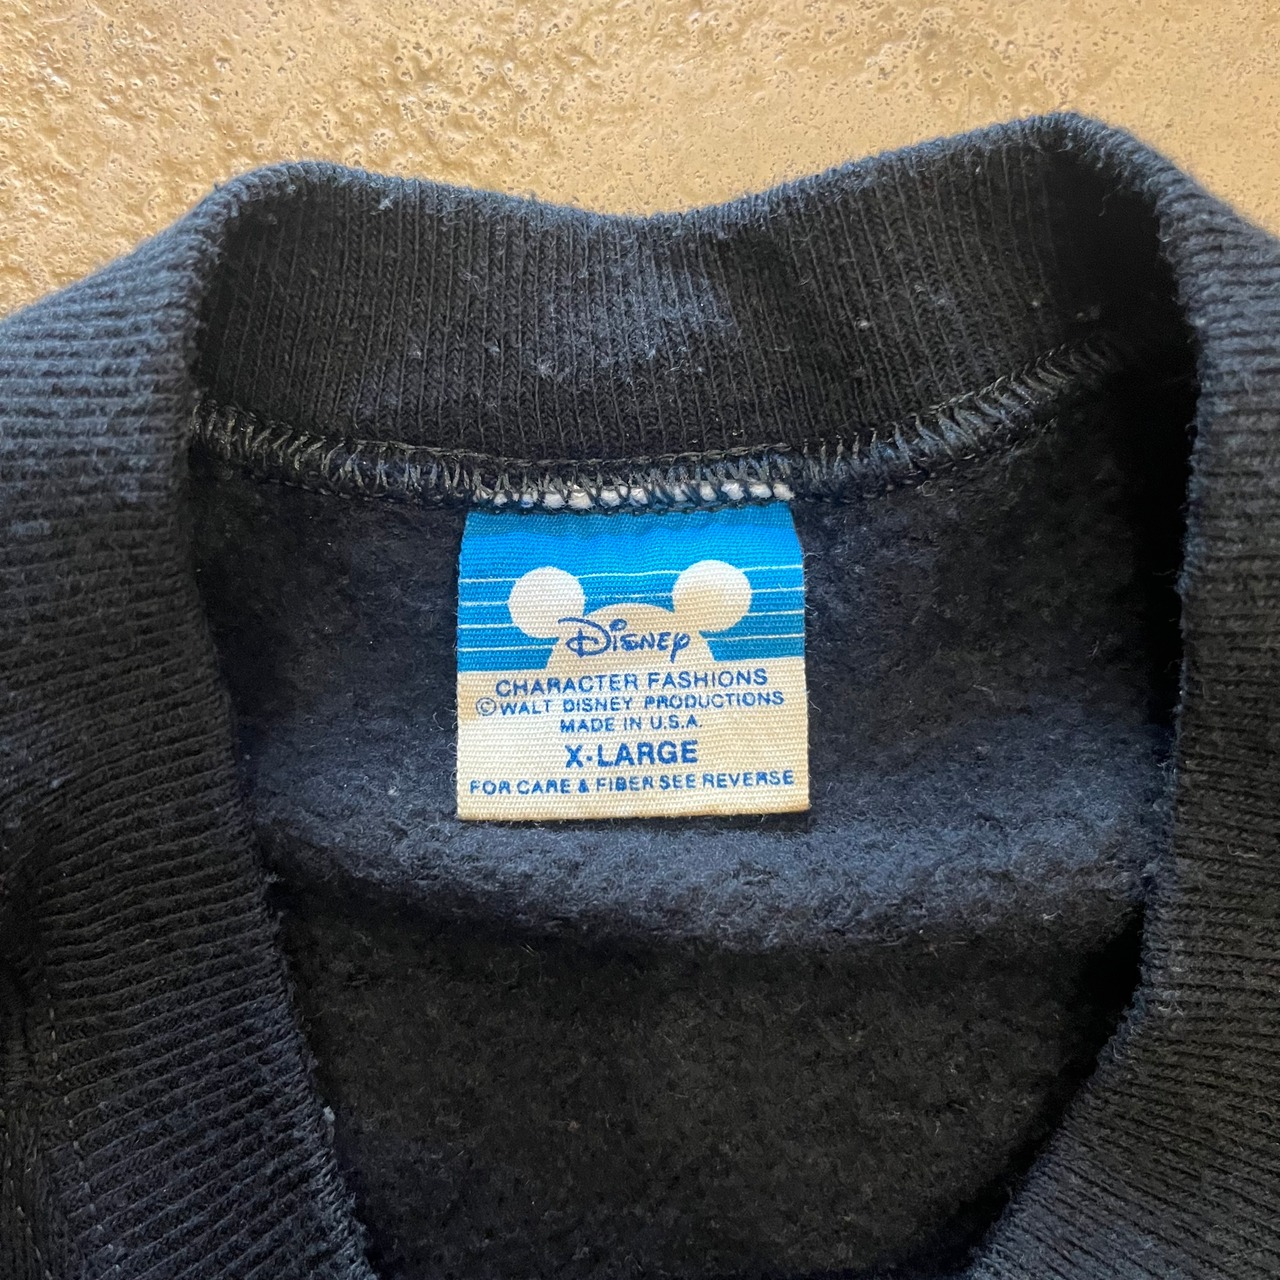 Disney
CHARACTER FASHIONS
©WALT DISNEY PRODUCTIONS
MADE IN U.S.A.
X-LARGE
FOR CARE & FIBER SEE REVERSE